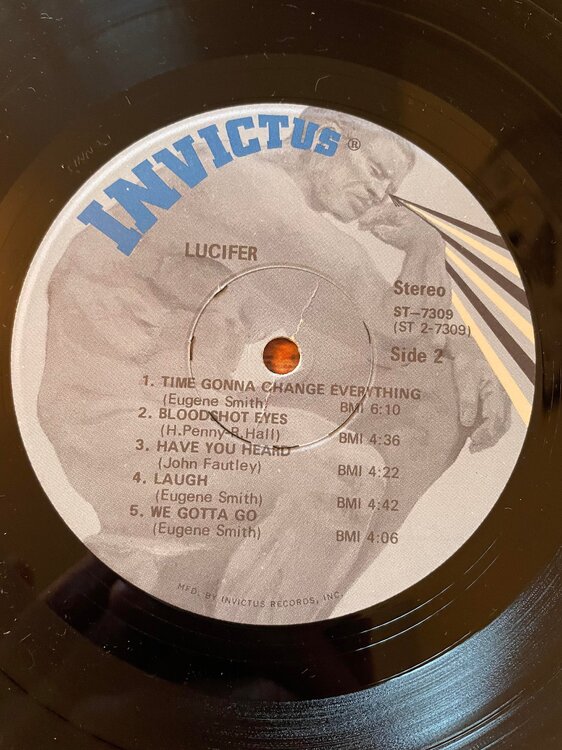 INVICTUS®
LUCIFER
Stereo
ST-7309
(ST 2-7309)
Side 2
1. TIME GONNA CHANGE EVERYTHING
(Eugene Smith) BMI 6:10
2. BLOODSHOT EYES
(H.Penny-R.Hall) BMI 4:36
3. HAVE YOU HEARD
(John Fautley) BMI 4:22
4. LAUGH
(Eugene Smith) BMI 4:42
5. WE GOTTA GO
(Eugene Smith) BMI 4:06
MFD. BY INVICTUS RECORDS, INC.